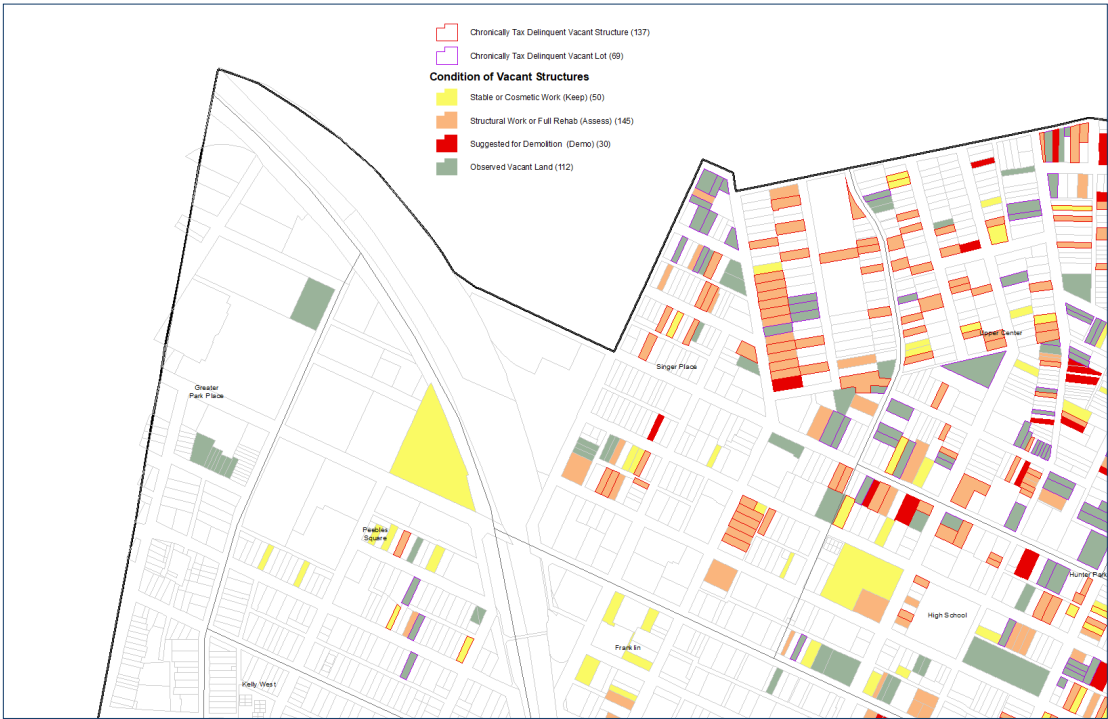 Chronically Tax Delinquent Vacant Structure (137)
Chronically Tax Delinquent Vacant Lot (69)
Condition of Vacant Structures
Stable or Cosmetic Work (Keep) (50)
Structural Work or Full Rehab (Assess) (145)
Suggested for Demolition (Demo) (30)
Observed Vacant Land (112)
Upper Center
Singer Place
Greater
Park Place
Peebles
Square
Hunter Park
High School
Franklin
Kelly West